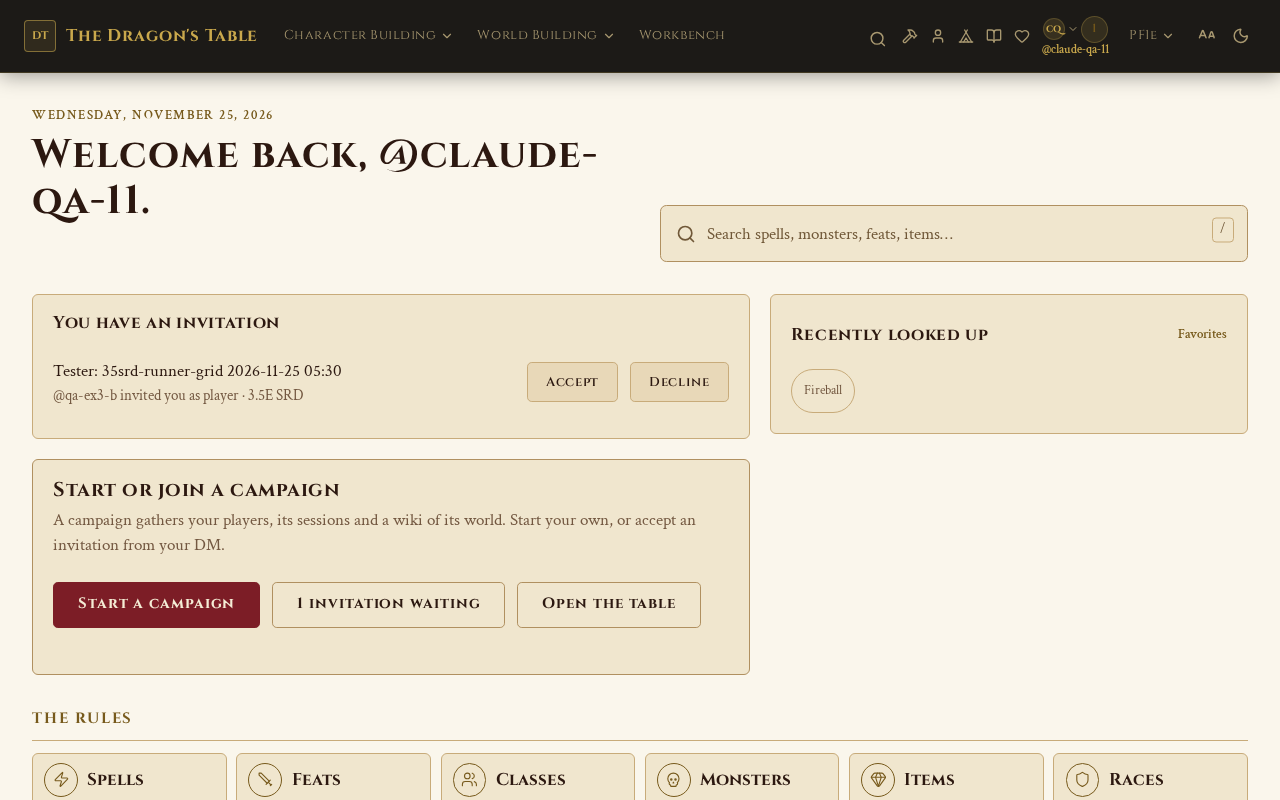 DT The Dragon's Table Character Building World Building Workbench CQ 1 @claude-qa-11 PF1e AA
Wednesday, November 25, 2026
Welcome back, @claude-
qa-11.
Search spells, monsters, feats, items… /
You have an invitation
Tester: 35srd-runner-grid 2026-11-25 05:30
@qa-ex3-b invited you as player · 3.5E SRD
Accept Decline
Recently looked up Favorites
Fireball
Start or join a campaign
A campaign gathers your players, its sessions and a wiki of its world. Start your own, or accept an
invitation from your DM.
Start a campaign 1 invitation waiting Open the table
The Rules
Spells Feats Classes Monsters Items Races